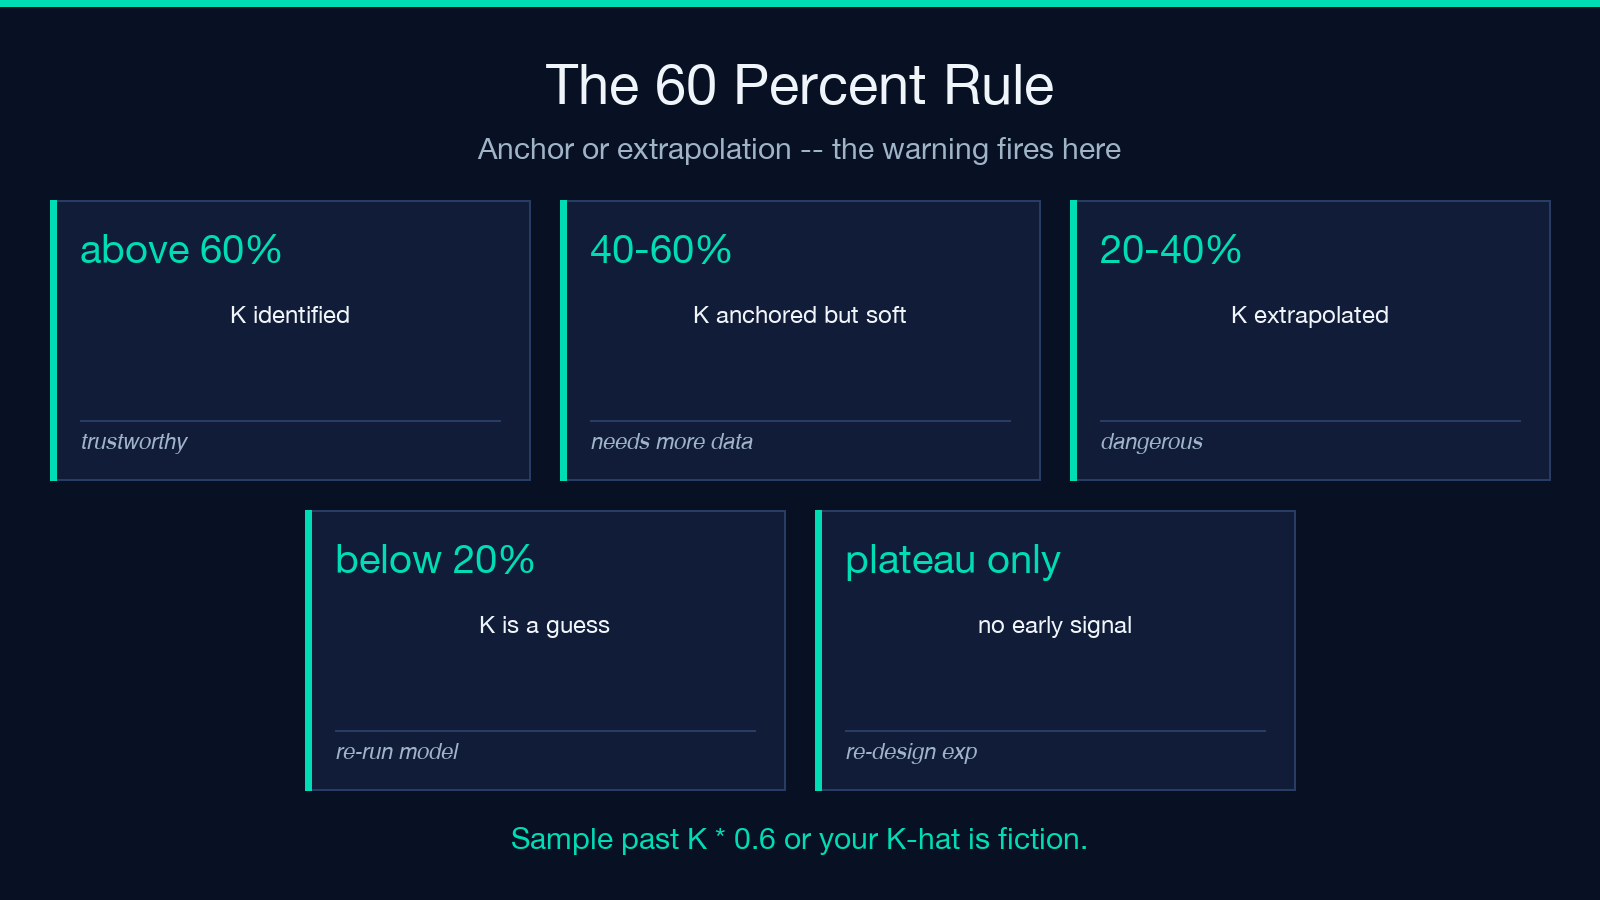 The 60 Percent Rule
Anchor or extrapolation -- the warning fires here
above 60%
K identified
trustworthy
40-60%
K anchored but soft
needs more data
20-40%
K extrapolated
dangerous
below 20%
K is a guess
re-run model
plateau only
no early signal
re-design exp
Sample past K * 0.6 or your K-hat is fiction.